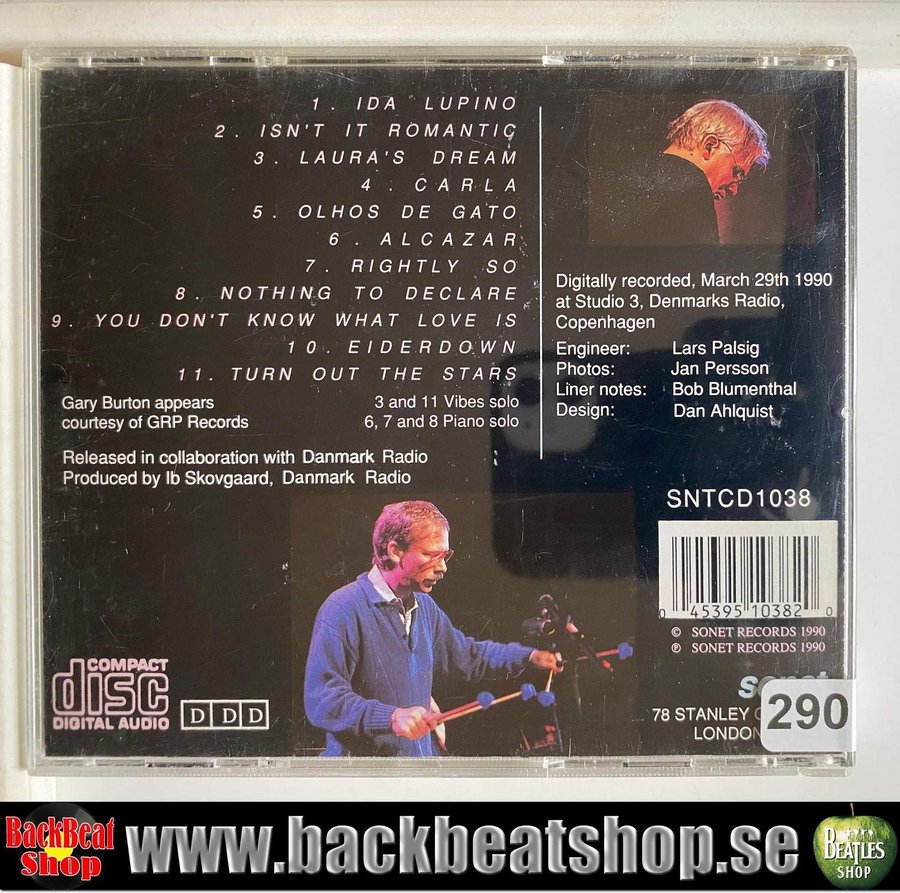 1. IDA LUPINO
2. ISN'T IT ROMANTIC
3. LAURA'S DREAM
4. CARLA
5. OLHOS DE GATO
6. ALCAZAR
7. RIGHTLY SO
8. NOTHING TO DECLARE
9. YOU DON'T KNOW WHAT LOVE IS
10. EIDERDOWN
11. TURN OUT THE STARS
Gary Burton appears
courtesy of GRP Records
3 and 11 Vibes solo
6, 7 and 8 Piano solo
Released in collaboration with Danmark Radio
Produced by Ib Skovgaard, Danmark Radio
Digitally recorded, March 29th 1990
at Studio 3, Denmarks Radio,
Copenhagen
Engineer: Lars Palsig
Photos: Jan Persson
Liner notes: Bob Blumenthal
Design: Dan Ahlquist
SNTCD1038
0 45395 10382 0
© SONET RECORDS 1990
℗ SONET RECORDS 1990
78 STANLEY
LONDON
290
COMPACT
disc
DIGITAL AUDIO
DDD
BackBeat
Shop
www.backbeatshop.se
BEATLES
SHOP